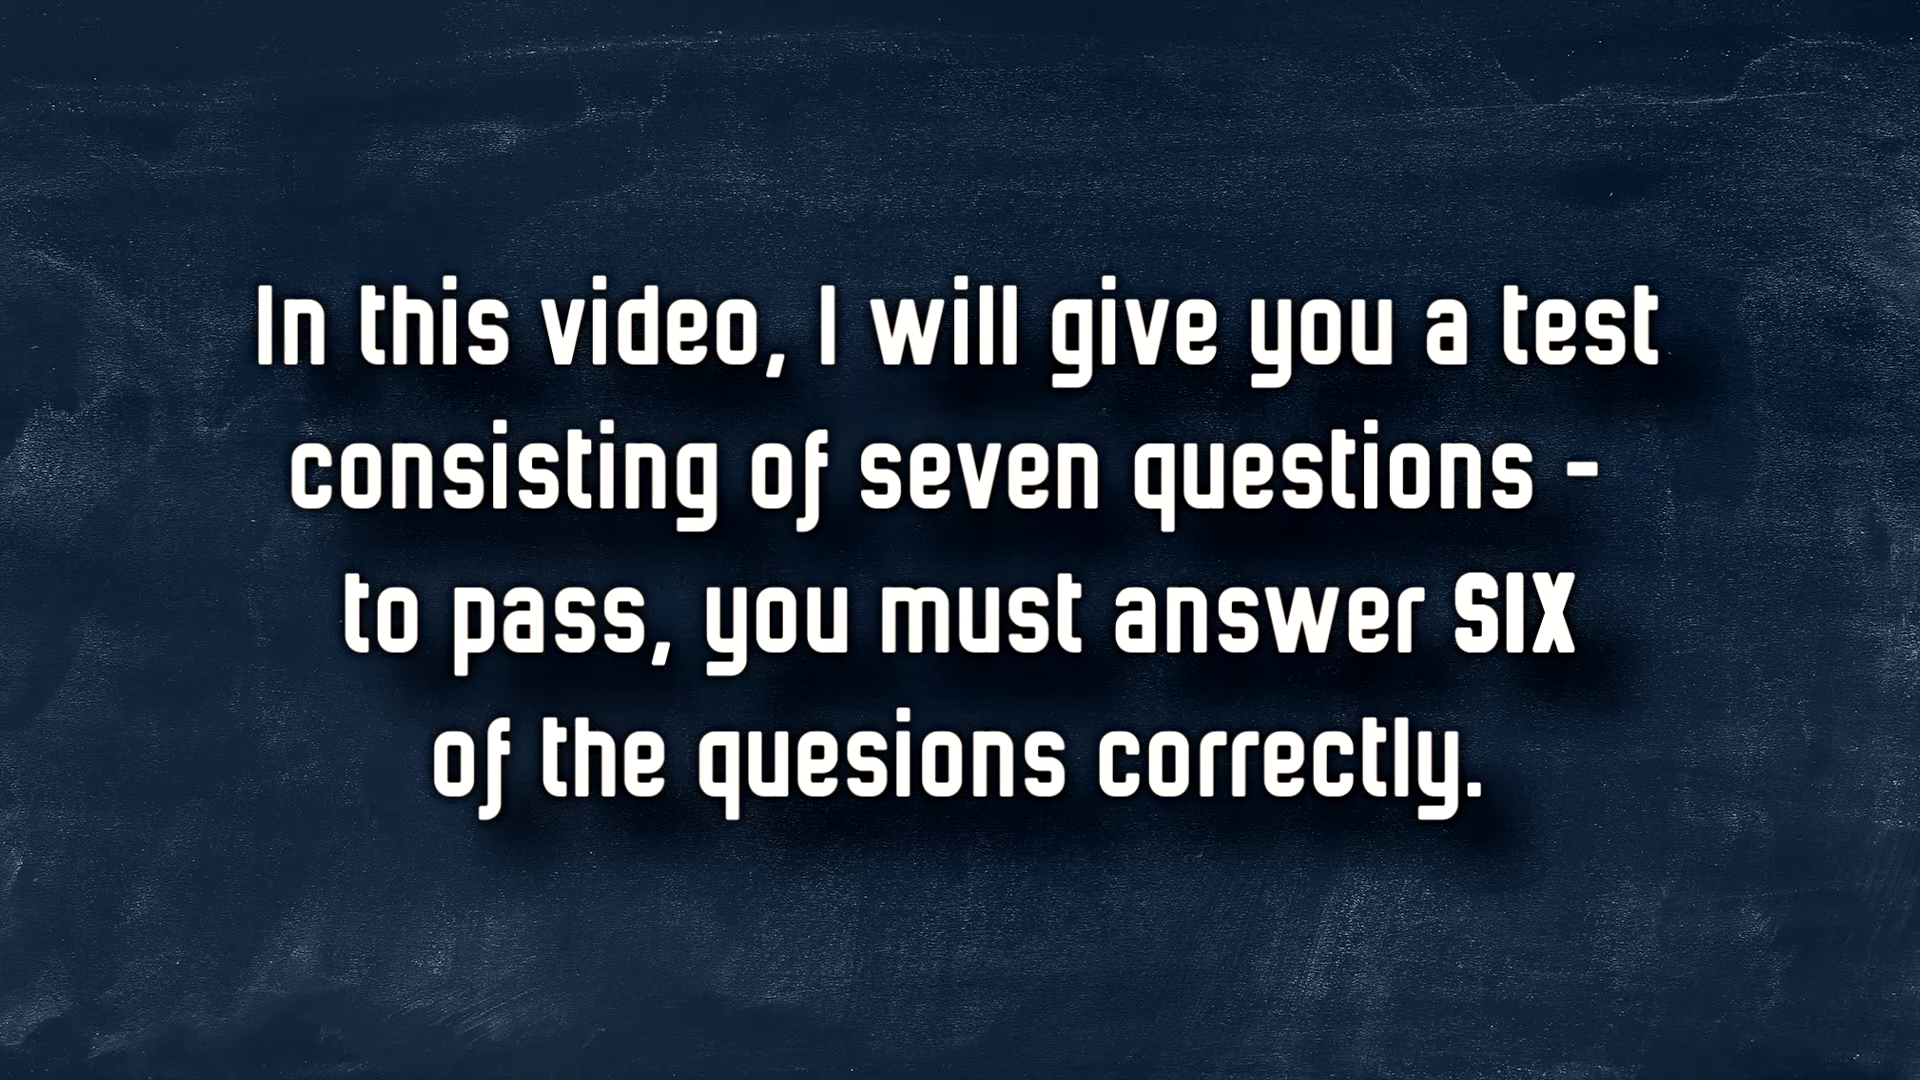 In this video, I will give you a test
consisting of seven questions -
to pass, you must answer SIX
of the quesions correctly.